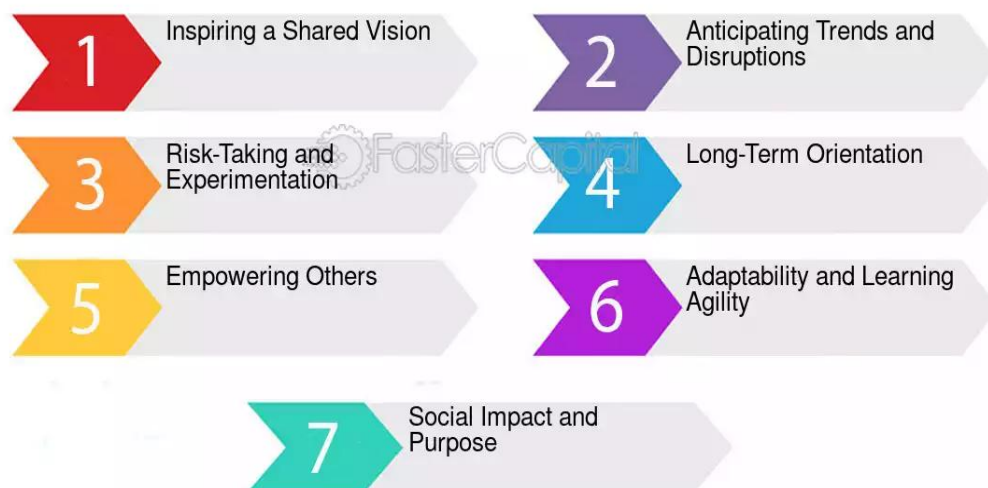 1
Inspiring a Shared Vision
2
Anticipating Trends and
Disruptions
3
Risk-Taking and
Experimentation
FasterCapital
4
Long-Term Orientation
5
Empowering Others
6
Adaptability and Learning
Agility
7
Social Impact and
Purpose